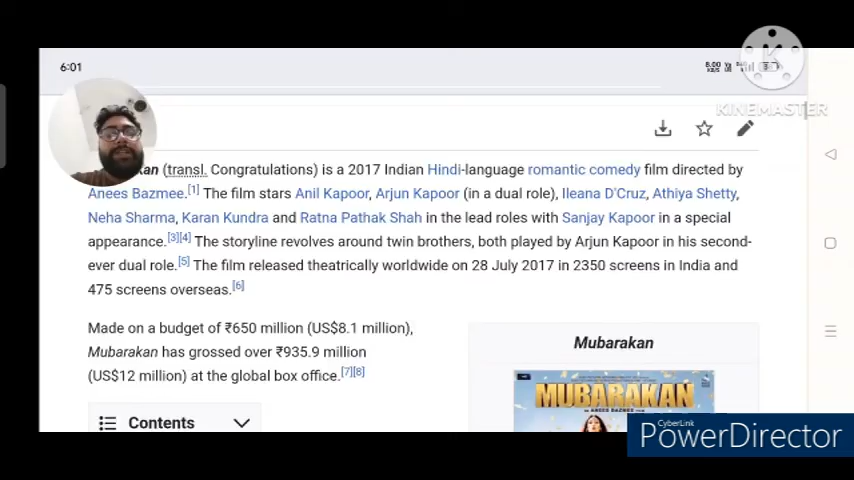 6:01
KINEMASTER
kan (transl. Congratulations) is a 2017 Indian Hindi-language romantic comedy film directed by
Anees Bazmee.[1] The film stars Anil Kapoor, Arjun Kapoor (in a dual role), Ileana D'Cruz, Athiya Shetty,
Neha Sharma, Karan Kundra and Ratna Pathak Shah in the lead roles with Sanjay Kapoor in a special
appearance.[3][4] The storyline revolves around twin brothers, both played by Arjun Kapoor in his second-
ever dual role.[5] The film released theatrically worldwide on 28 July 2017 in 2350 screens in India and
475 screens overseas.[6]
Made on a budget of ₹650 million (US$8.1 million),
Mubarakan has grossed over ₹935.9 million
(US$12 million) at the global box office.[7][8]
Contents
Mubarakan
MUBARAKAN
CyberLink
PowerDirector